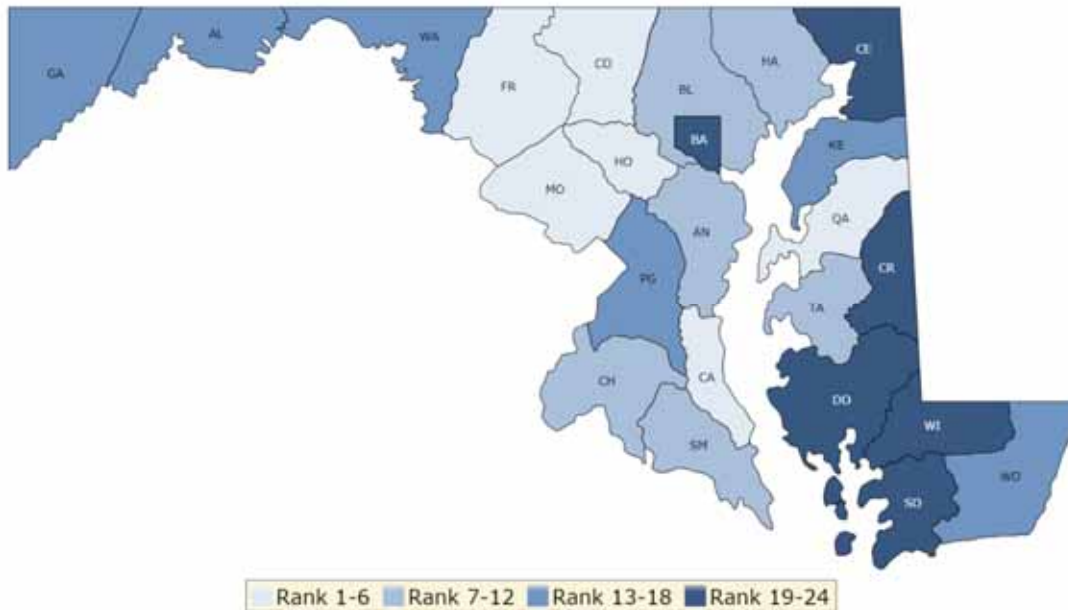 AL
WA
GA
FR
CO
BL
HA
CE
BA
KE
HO
MO
QA
AN
CR
PG
TA
CH
CA
DO
WI
SM
WO
SO
Rank 1-6 Rank 7-12 Rank 13-18 Rank 19-24